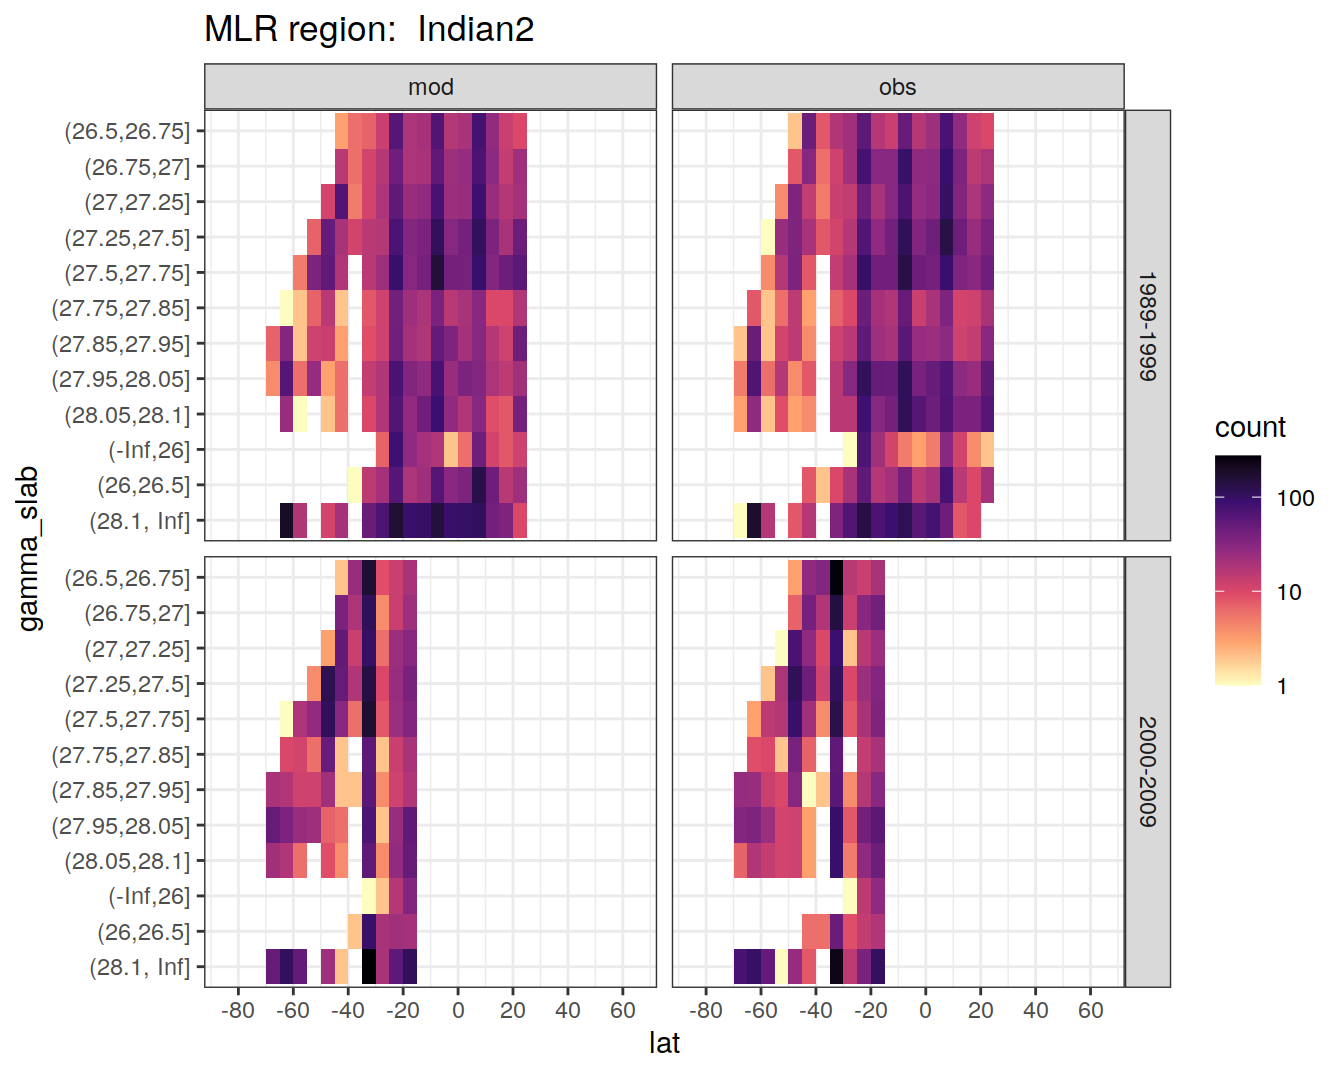 MLR region:  Indian2
mod
obs
(26.5,26.75]
(26.75,27]
(27,27.25]
(27.25,27.5]
(27.5,27.75]
(27.75,27.85]
(27.85,27.95]
(27.95,28.05]
(28.05,28.1]
(-Inf,26]
(26,26.5]
(28.1, Inf]
1989-1999
(26.5,26.75]
(26.75,27]
(27,27.25]
(27.25,27.5]
(27.5,27.75]
(27.75,27.85]
(27.85,27.95]
(27.95,28.05]
(28.05,28.1]
(-Inf,26]
(26,26.5]
(28.1, Inf]
2000-2009
gamma_slab
-80 -60 -40 -20 0 20 40 60
-80 -60 -40 -20 0 20 40 60
lat
count
100
10
1